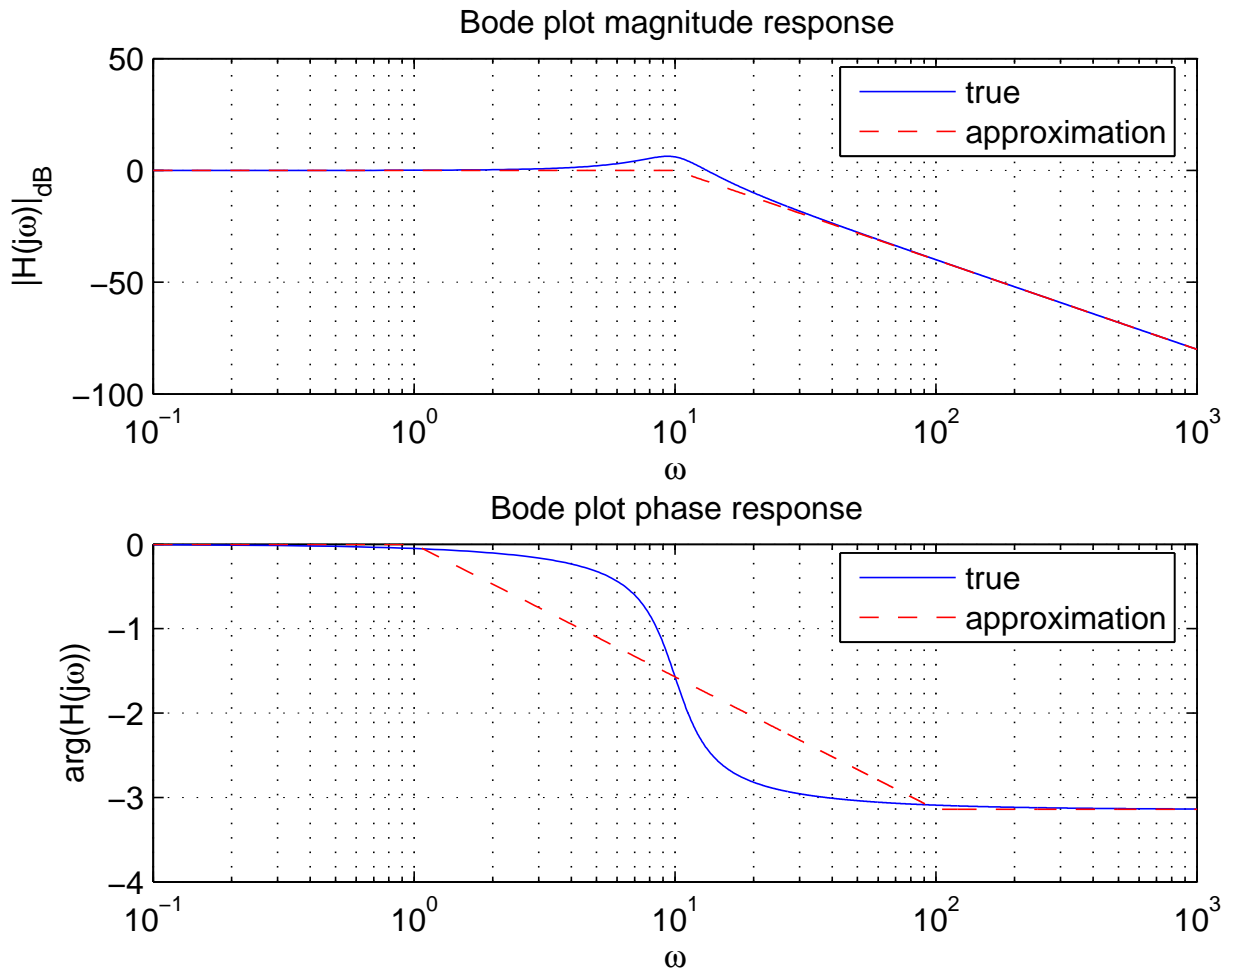 Bode plot magnitude response
50
0
−50
−100
|H(jω)|dB
true
approximation
10−1
100
101
102
103
ω
Bode plot phase response
0
−1
−2
−3
−4
arg(H(jω))
true
approximation
10−1
100
101
102
103
ω